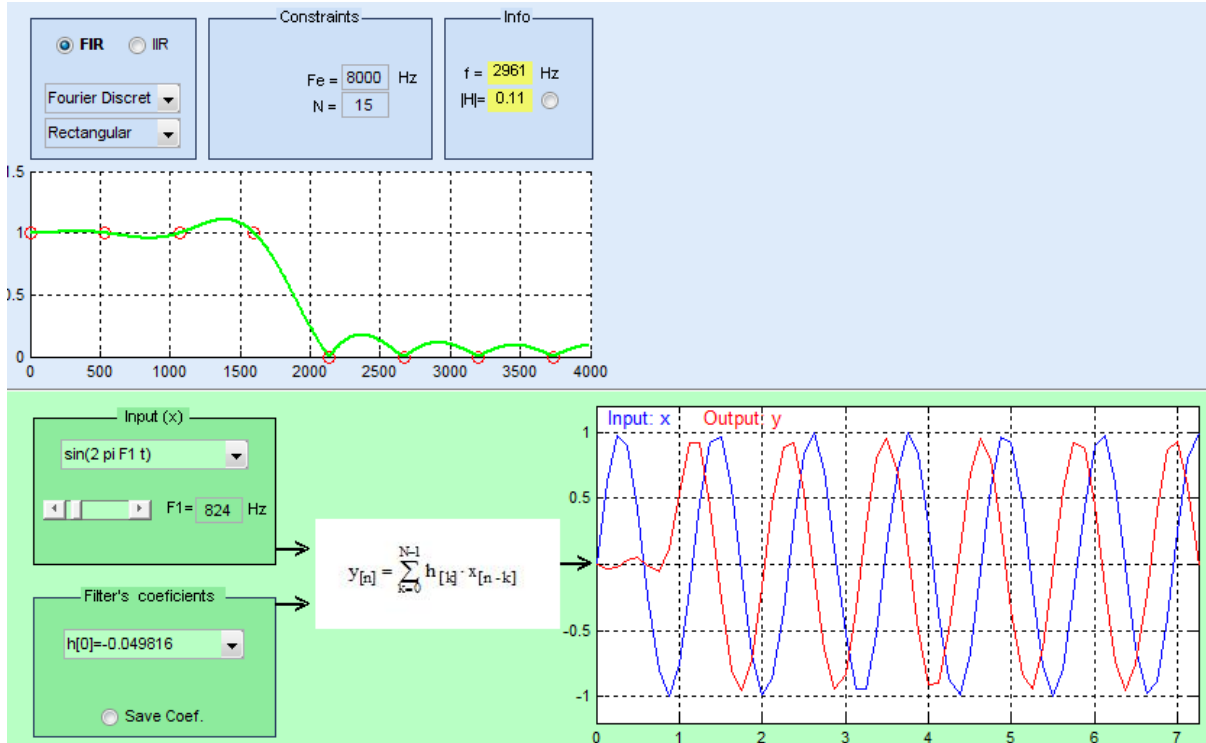 FIR IIR
Fourier Discret
Rectangular
Constraints
Fe = 8000 Hz
N = 15
Info
f = 2961 Hz
|H|= 0.11
1.5
1
0.5
0
0 500 1000 1500 2000 2500 3000 3500 4000
Input (x)
sin(2 pi F1 t)
F1= 824 Hz
Filter's coeficients
h[0]=-0.049816
Save Coef.
y[n] = N-1 ∑ k=0 h[k] · x[n - k]
Input: x Output: y
1
0.5
0
-0.5
-1
0 1 2 3 4 5 6 7